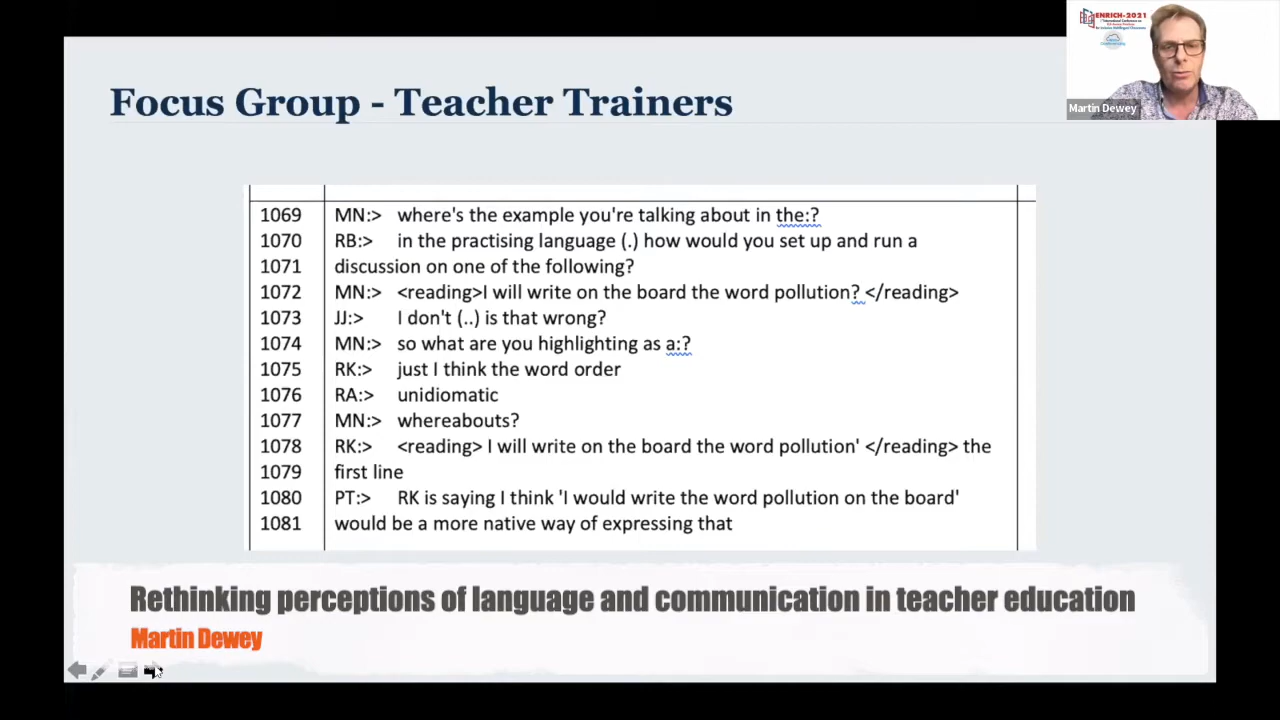 ENRICH-2021
Martin Dewey
Focus Group - Teacher Trainers
1069 MN:> where's the example you're talking about in the:?
1070 RB:> in the practising language (.) how would you set up and run a
1071 discussion on one of the following?
1072 MN:> <reading>I will write on the board the word pollution? </reading>
1073 JJ:> I don't (..) is that wrong?
1074 MN:> so what are you highlighting as a:?
1075 RK:> just I think the word order
1076 RA:> unidiomatic
1077 MN:> whereabouts?
1078 RK:> <reading> I will write on the board the word pollution' </reading> the
1079 first line
1080 PT:> RK is saying I think 'I would write the word pollution on the board'
1081 would be a more native way of expressing that
Rethinking perceptions of language and communication in teacher education
Martin Dewey